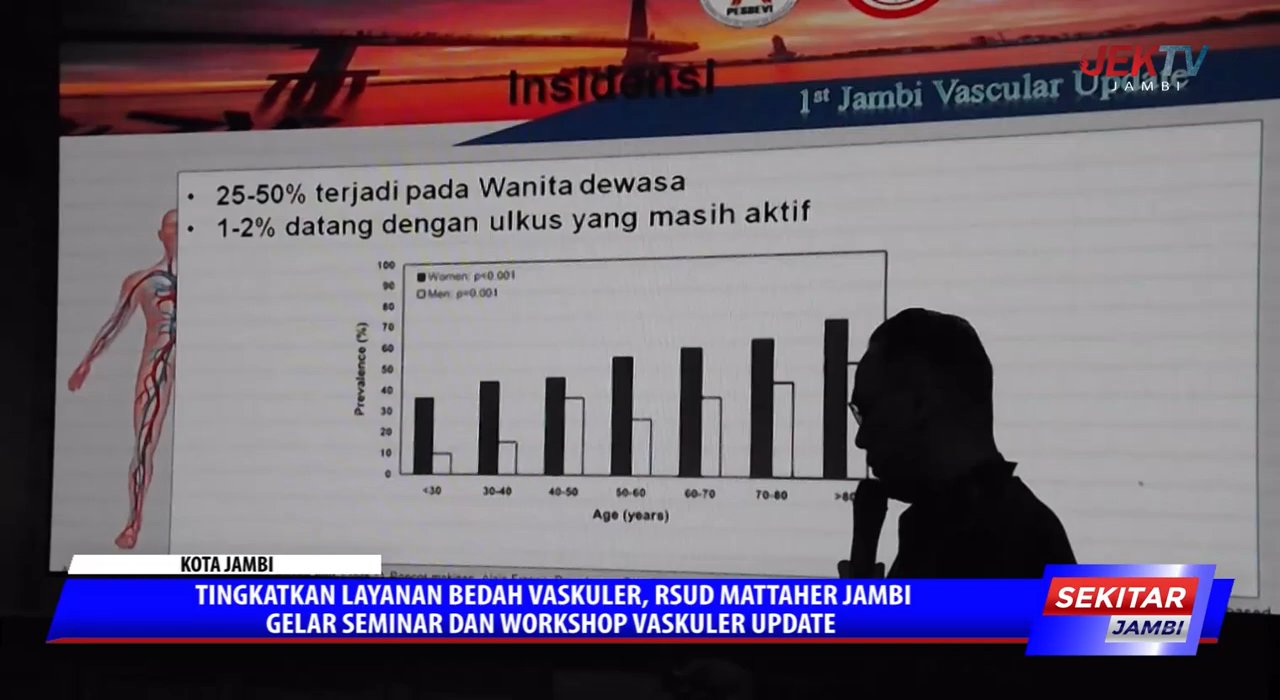 PERBEVI
JEKTV
JAMBI
Insidensi
1st Jambi Vascular Update
• 25-50% terjadi pada Wanita dewasa
• 1-2% datang dengan ulkus yang masih aktif
Women: p<0.001
Men: p=0.001
Prevalence (%)
100
90
80
70
60
50
40
30
20
10
0
<30 30-40 40-50 50-60 60-70 70-80 >80
Age (years)
KOTA JAMBI
TINGKATKAN LAYANAN BEDAH VASKULER, RSUD MATTAHER JAMBI
GELAR SEMINAR DAN WORKSHOP VASKULER UPDATE
SEKITAR
JAMBI